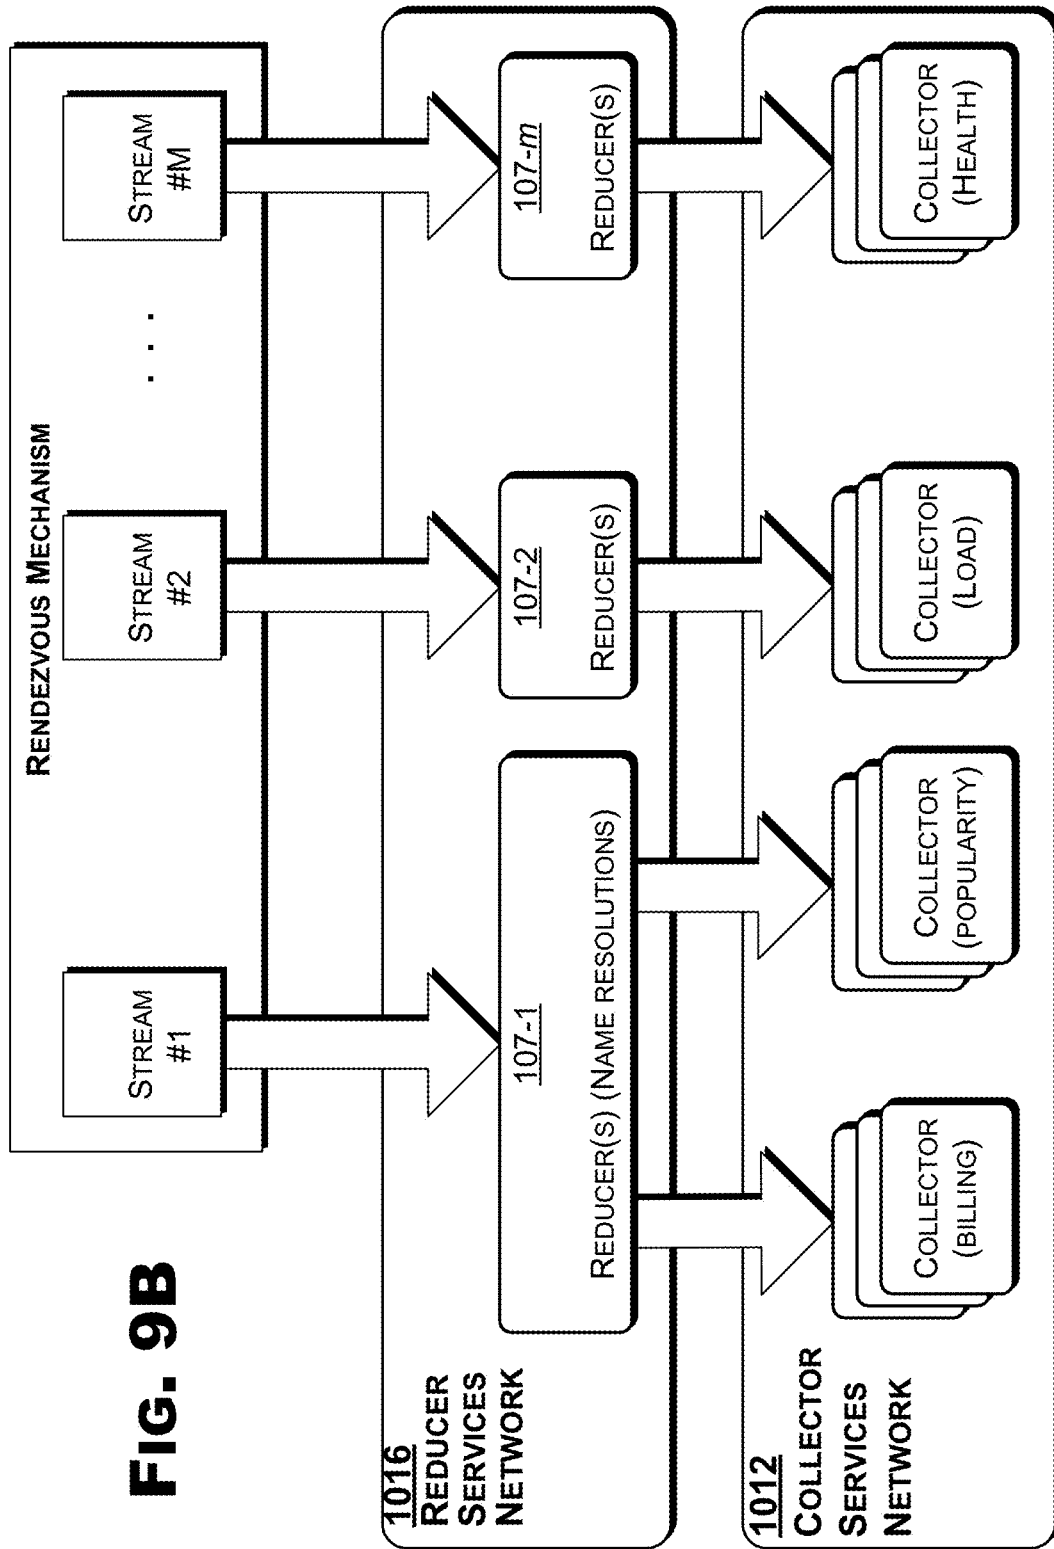 FIG. 9B
RENDEZVOUS MECHANISM
STREAM
#1
STREAM
#2
. . .
STREAM
#M
1016
REDUCER
SERVICES
NETWORK
107-1
REDUCER(S) (NAME RESOLUTIONS)
107-2
REDUCER(S)
107-m
REDUCER(S)
1012
COLLECTOR
SERVICES
NETWORK
COLLECTOR
(BILLING)
COLLECTOR
(POPULARITY)
COLLECTOR
(LOAD)
COLLECTOR
(HEALTH)